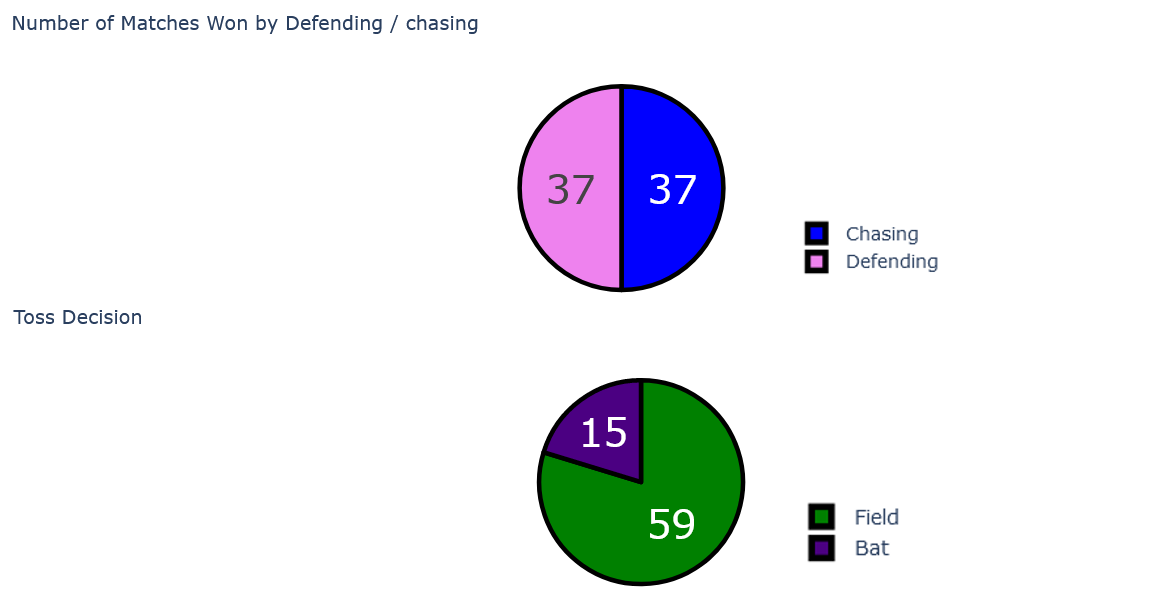 Number of Matches Won by Defending / chasing
37 37
Chasing
Defending
Toss Decision
15
59
Field
Bat